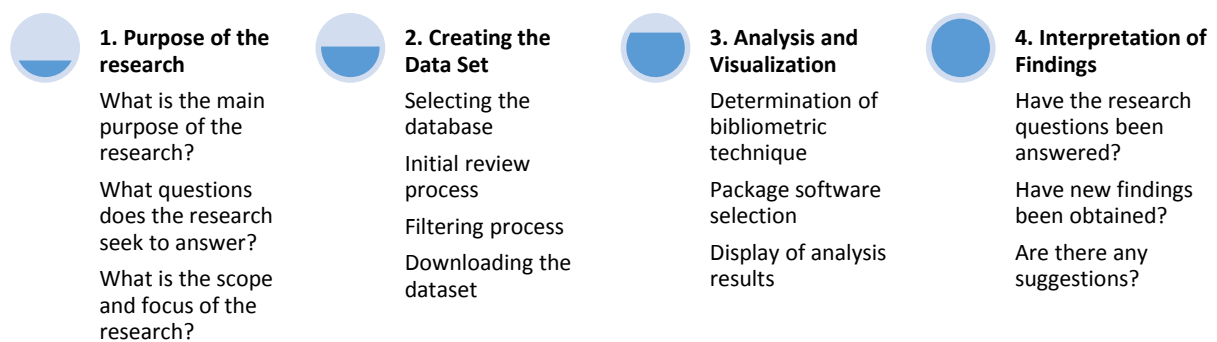 1. Purpose of the
research
What is the main
purpose of the
research?
What questions
does the research
seek to answer?
What is the scope
and focus of the
research?
2. Creating the
Data Set
Selecting the
database
Initial review
process
Filtering process
Downloading the
dataset
3. Analysis and
Visualization
Determination of
bibliometric
technique
Package software
selection
Display of analysis
results
4. Interpretation of
Findings
Have the research
questions been
answered?
Have new findings
been obtained?
Are there any
suggestions?